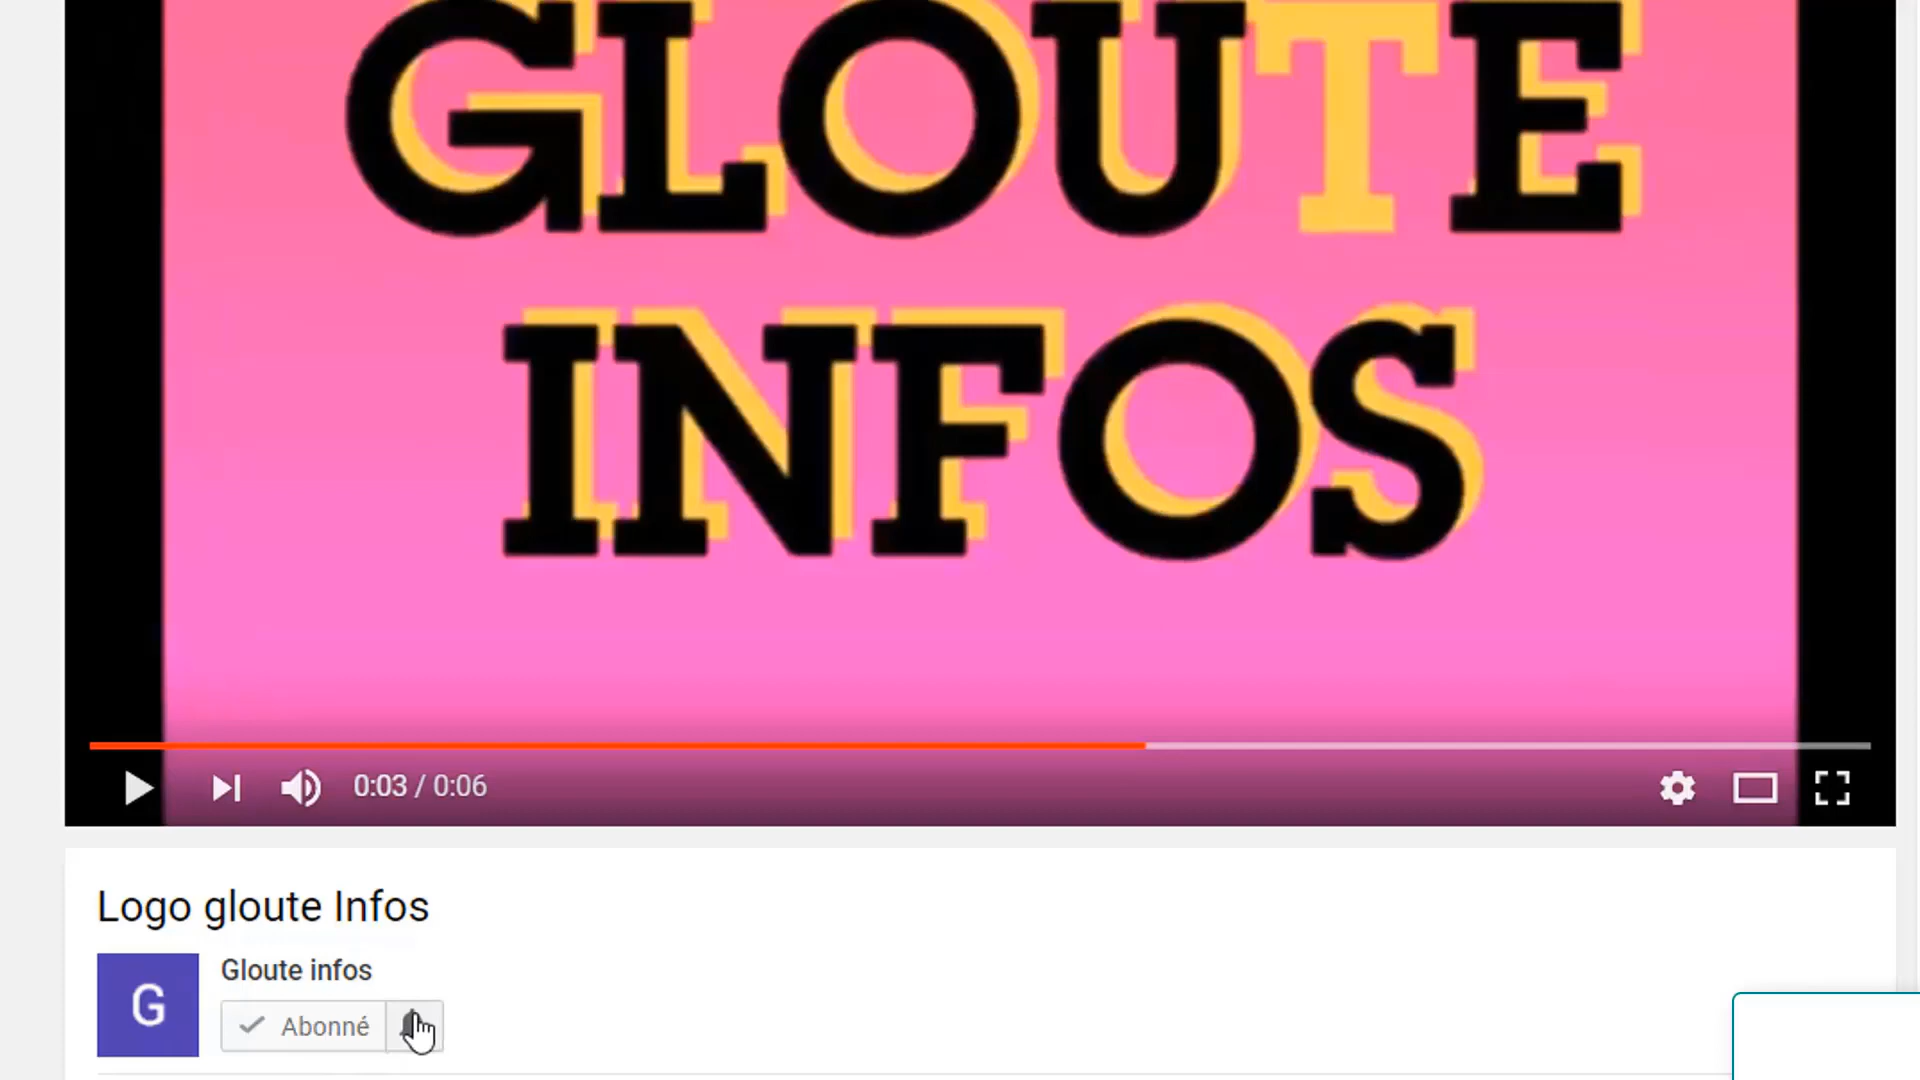 GLOUTE
INFOS
0:03 / 0:06
Logo gloute Infos
G
Gloute infos
Abonné